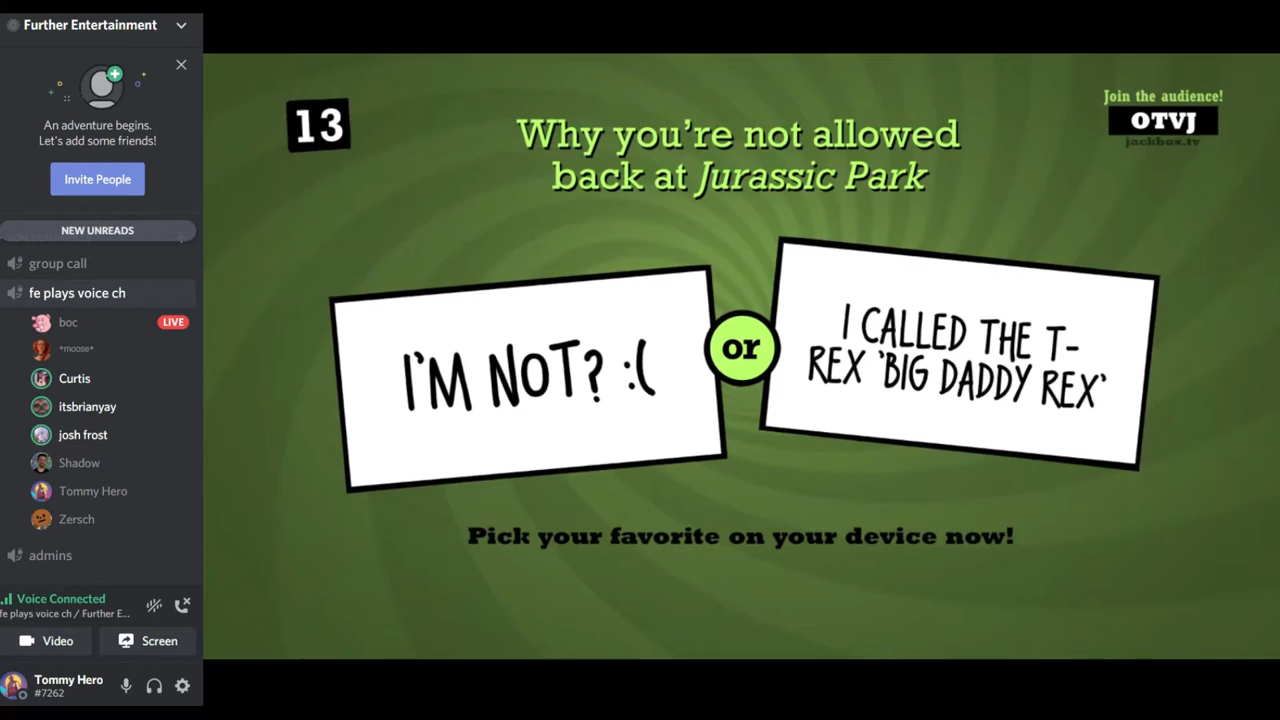 Further Entertainment
An adventure begins.
Let's add some friends!
Invite People
NEW UNREADS
group call
fe plays voice ch
boc
LIVE
*moose*
Curtis
itsbrianyay
josh frost
Shadow
Tommy Hero
Zersch
admins
Voice Connected
fe plays voice ch / Further E...
Video
Screen
Tommy Hero
#7262
13
Why you're not allowed
back at Jurassic Park
Join the audience!
OTVJ
jackbox.tv
I'M NOT? :(
or
I CALLED THE T-
REX 'BIG DADDY REX'
Pick your favorite on your device now!